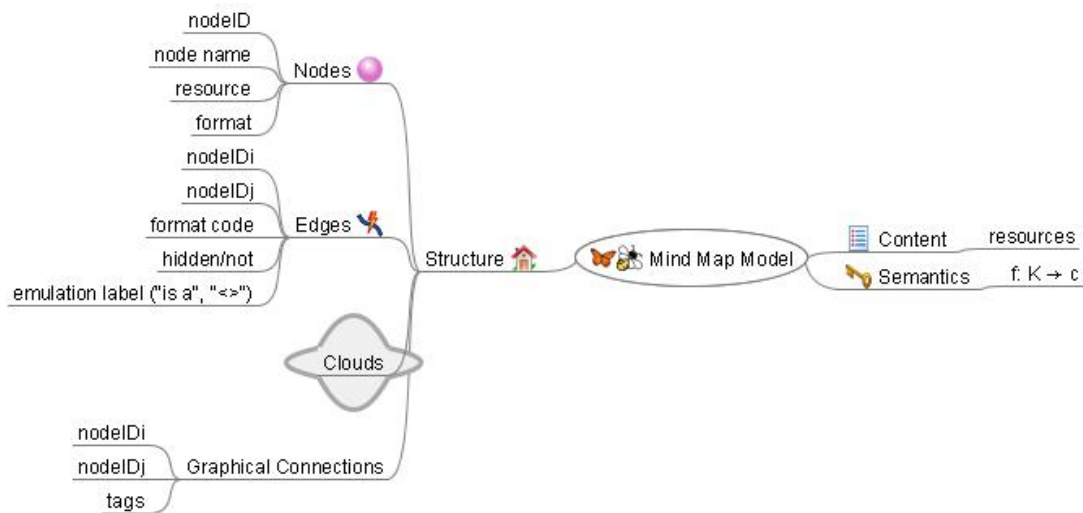 nodeID
node name
Nodes
resource
format
nodeIDi
nodeIDj
format code
Edges
hidden/not
emulation label ("is a", "<>")
Structure
Mind Map Model
Content
resources
Semantics
f: K → c
Clouds
nodeIDi
nodeIDj
Graphical Connections
tags